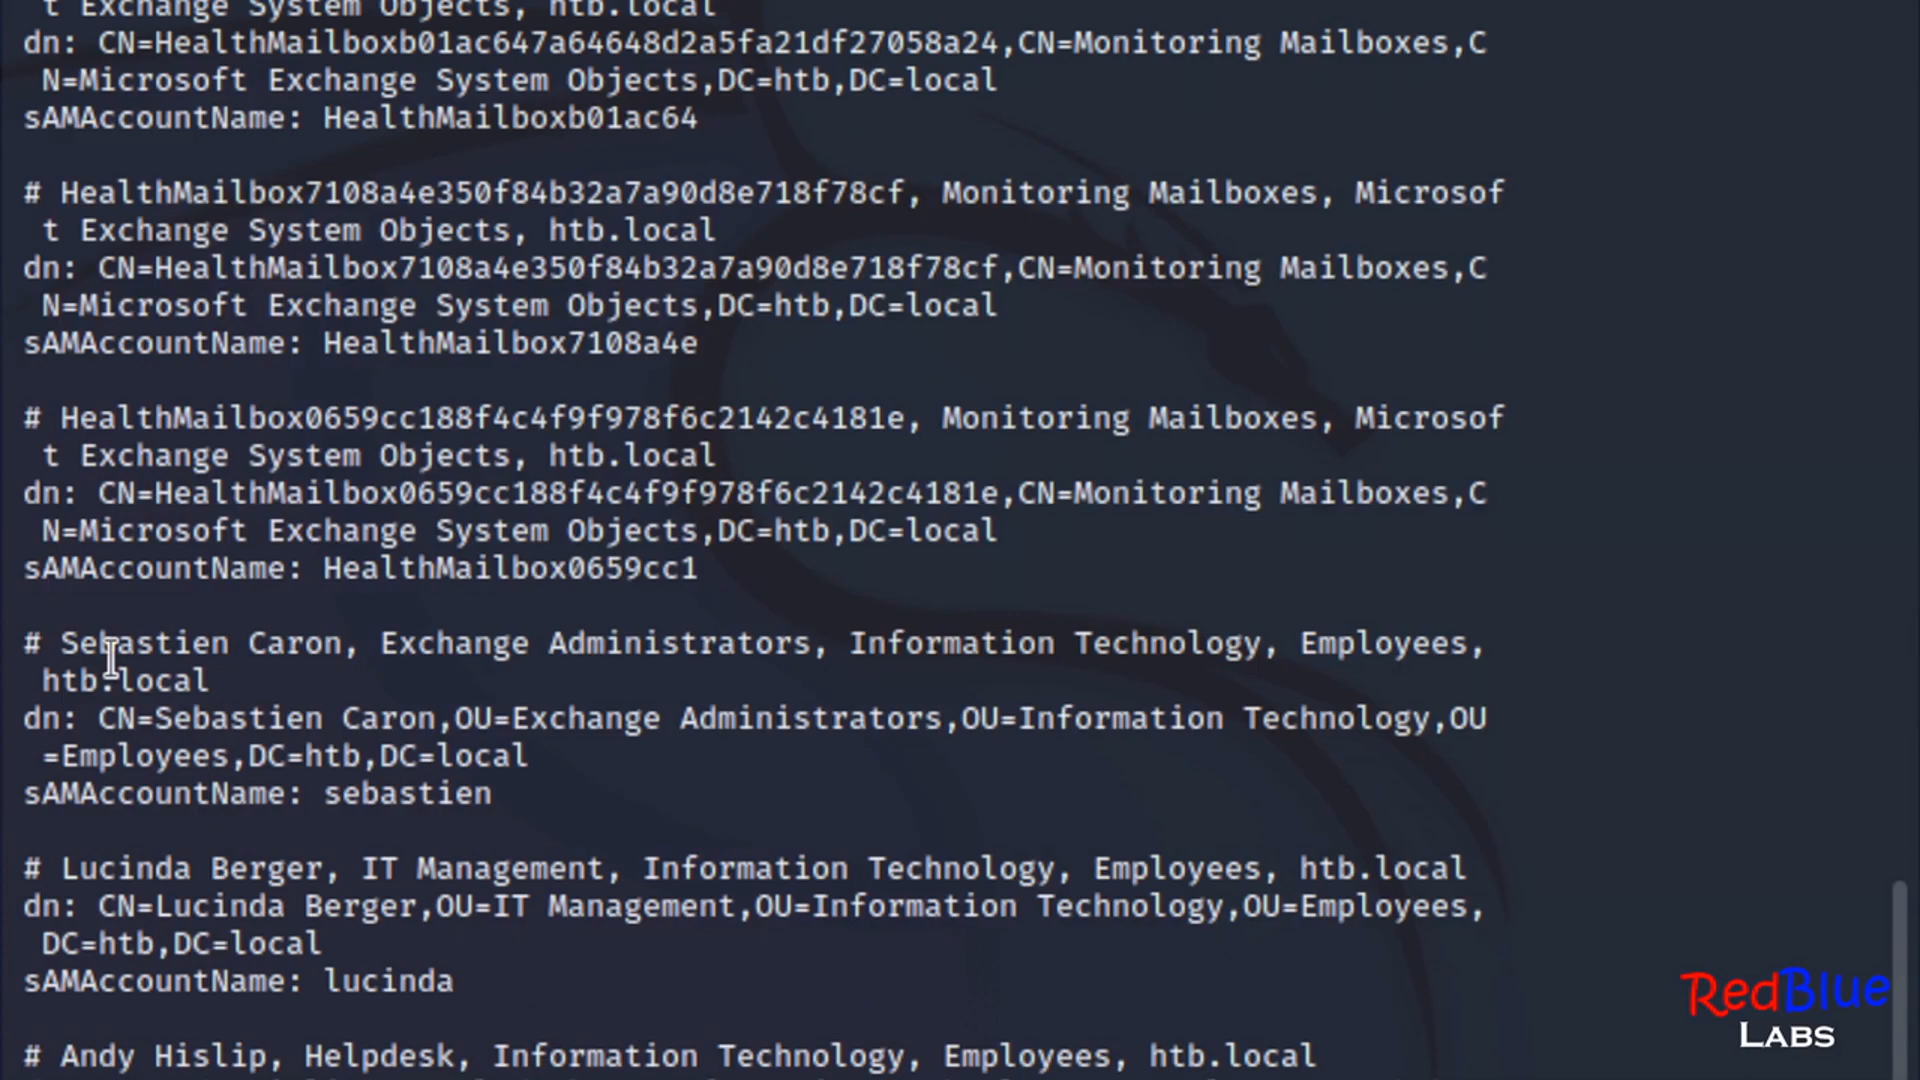 t Exchange System Objects, htb.local
dn: CN=HealthMailboxb01ac647a64648d2a5fa21df27058a24,CN=Monitoring Mailboxes,C
N=Microsoft Exchange System Objects,DC=htb,DC=local
sAMAccountName: HealthMailboxb01ac64
# HealthMailbox7108a4e350f84b32a7a90d8e718f78cf, Monitoring Mailboxes, Microsof
t Exchange System Objects, htb.local
dn: CN=HealthMailbox7108a4e350f84b32a7a90d8e718f78cf,CN=Monitoring Mailboxes,C
N=Microsoft Exchange System Objects,DC=htb,DC=local
sAMAccountName: HealthMailbox7108a4e
# HealthMailbox0659cc188f4c4f9f978f6c2142c4181e, Monitoring Mailboxes, Microsof
t Exchange System Objects, htb.local
dn: CN=HealthMailbox0659cc188f4c4f9f978f6c2142c4181e,CN=Monitoring Mailboxes,C
N=Microsoft Exchange System Objects,DC=htb,DC=local
sAMAccountName: HealthMailbox0659cc1
# Sebastien Caron, Exchange Administrators, Information Technology, Employees,
htb.local
dn: CN=Sebastien Caron,OU=Exchange Administrators,OU=Information Technology,OU
=Employees,DC=htb,DC=local
sAMAccountName: sebastien
# Lucinda Berger, IT Management, Information Technology, Employees, htb.local
dn: CN=Lucinda Berger,OU=IT Management,OU=Information Technology,OU=Employees,
DC=htb,DC=local
sAMAccountName: lucinda
# Andy Hislip, Helpdesk, Information Technology, Employees, htb.local
RedBlue
LABS